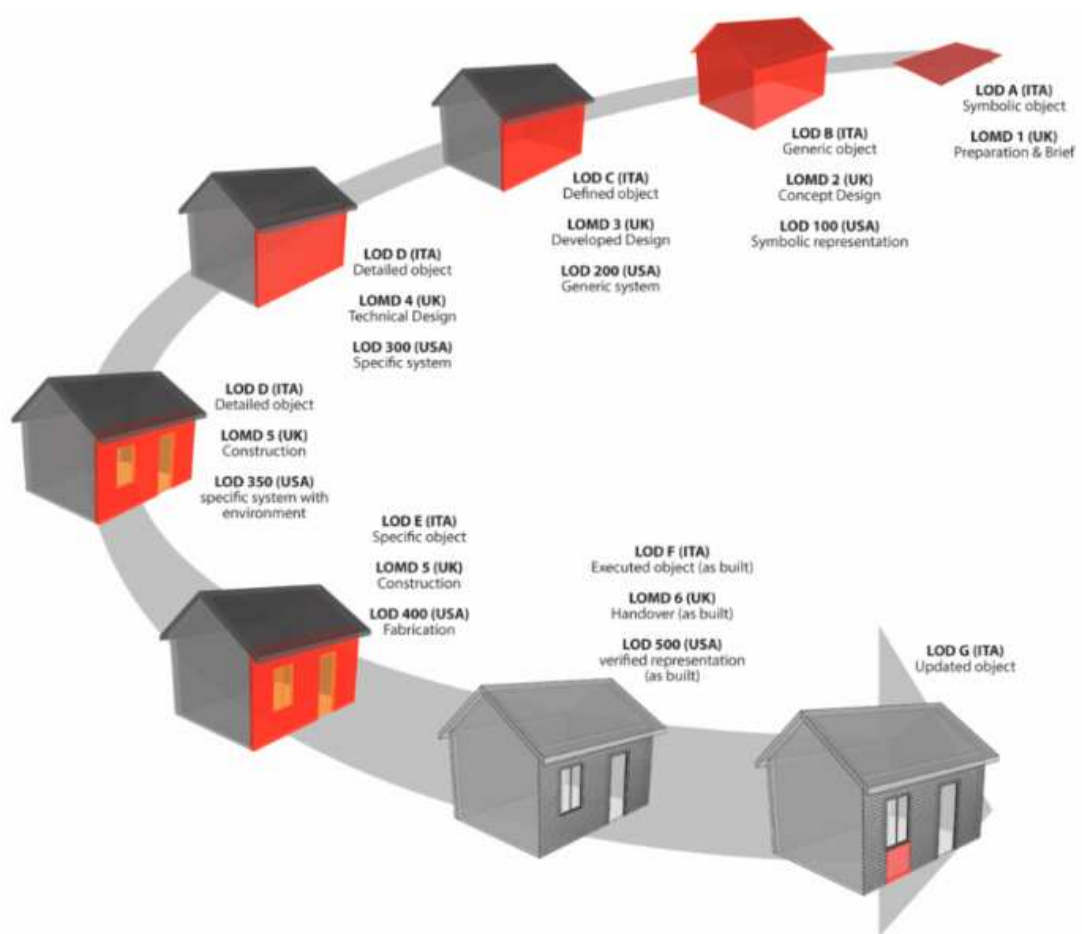 LOD A (ITA)
Symbolic object
LOMD 1 (UK)
Preparation & Brief
LOD B (ITA)
Generic object
LOMD 2 (UK)
Concept Design
LOD 100 (USA)
Symbolic representation
LOD C (ITA)
Defined object
LOMD 3 (UK)
Developed Design
LOD 200 (USA)
Generic system
LOD D (ITA)
Detailed object
LOMD 4 (UK)
Technical Design
LOD 300 (USA)
Specific system
LOD D (ITA)
Detailed object
LOMD 5 (UK)
Construction
LOD 350 (USA)
specific system with
environment
LOD E (ITA)
Specific object
LOMD 5 (UK)
Construction
LOD 400 (USA)
Fabrication
LOD F (ITA)
Executed object (as built)
LOMD 6 (UK)
Handover (as built)
LOD 500 (USA)
verified representation
(as built)
LOD G (ITA)
Updated object